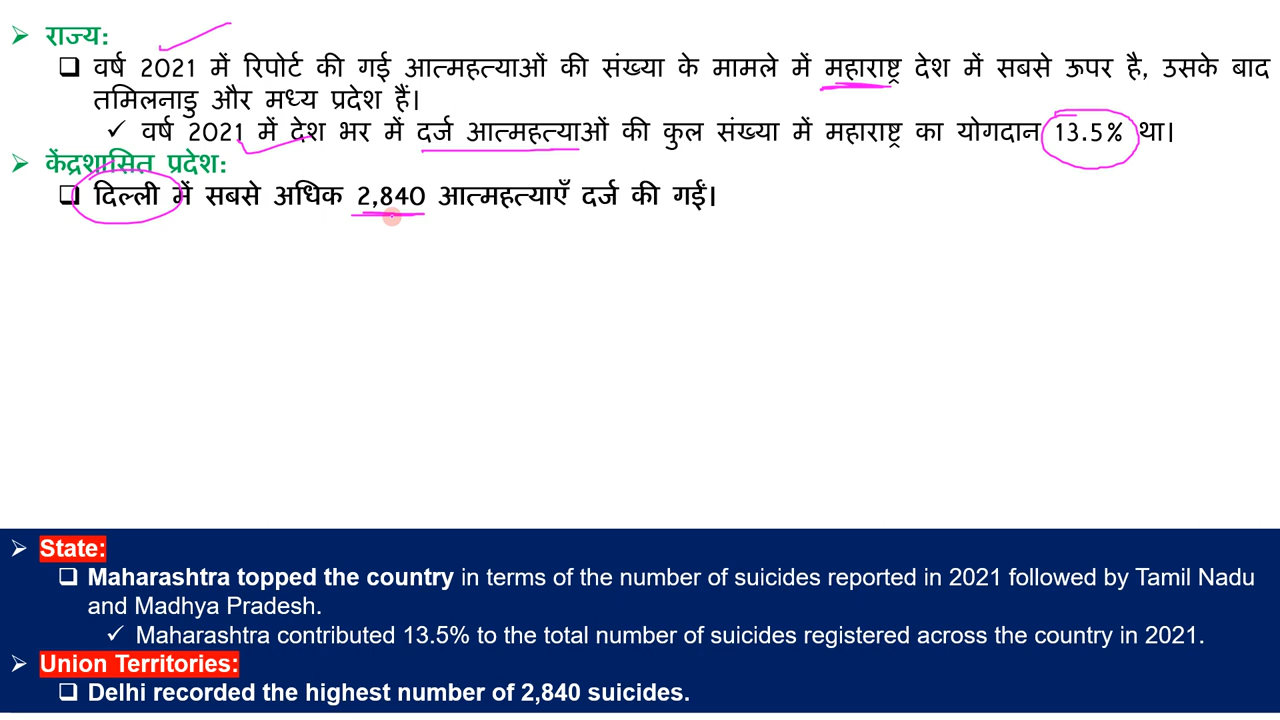 ➢ राज्य:
❑ वर्ष 2021 में रिपोर्ट की गई आत्महत्याओं की संख्या के मामले में महाराष्ट्र देश में सबसे ऊपर है, उसके बाद
तमिलनाडु और मध्य प्रदेश हैं।
✓ वर्ष 2021 में देश भर में दर्ज आत्महत्याओं की कुल संख्या में महाराष्ट्र का योगदान 13.5% था।
➢ केंद्रशासित प्रदेश:
❑ दिल्ली में सबसे अधिक 2,840 आत्महत्याएँ दर्ज की गईं।
➢ State:
❑ Maharashtra topped the country in terms of the number of suicides reported in 2021 followed by Tamil Nadu
and Madhya Pradesh.
✓ Maharashtra contributed 13.5% to the total number of suicides registered across the country in 2021.
➢ Union Territories:
❑ Delhi recorded the highest number of 2,840 suicides.